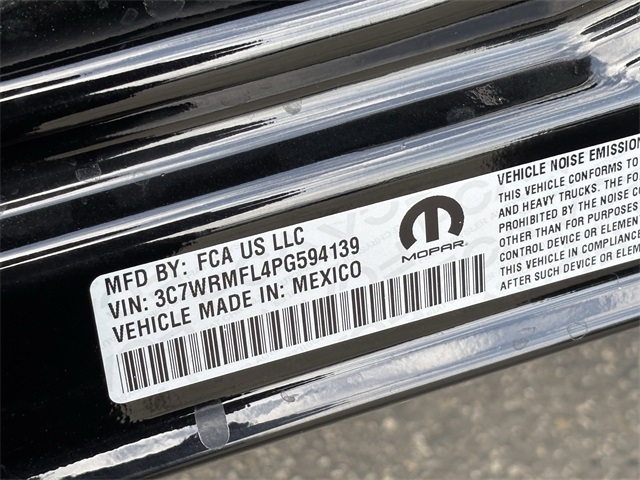 MFD BY: FCA US LLC
VIN: 3C7WRMFL4PG594139
VEHICLE MADE IN: MEXICO
MOPAR
VEHICLE NOISE EMISSION
THIS VEHICLE CONFORMS TO
AND HEAVY TRUCKS. THE FO
PROHIBITED BY THE NOISE
OTHER THAN FOR PURPOSES
CONTROL DEVICE OR ELEMEN
THIS VEHICLE IN COMPLIANCE
AFTER SUCH DEVICE OR ELEM